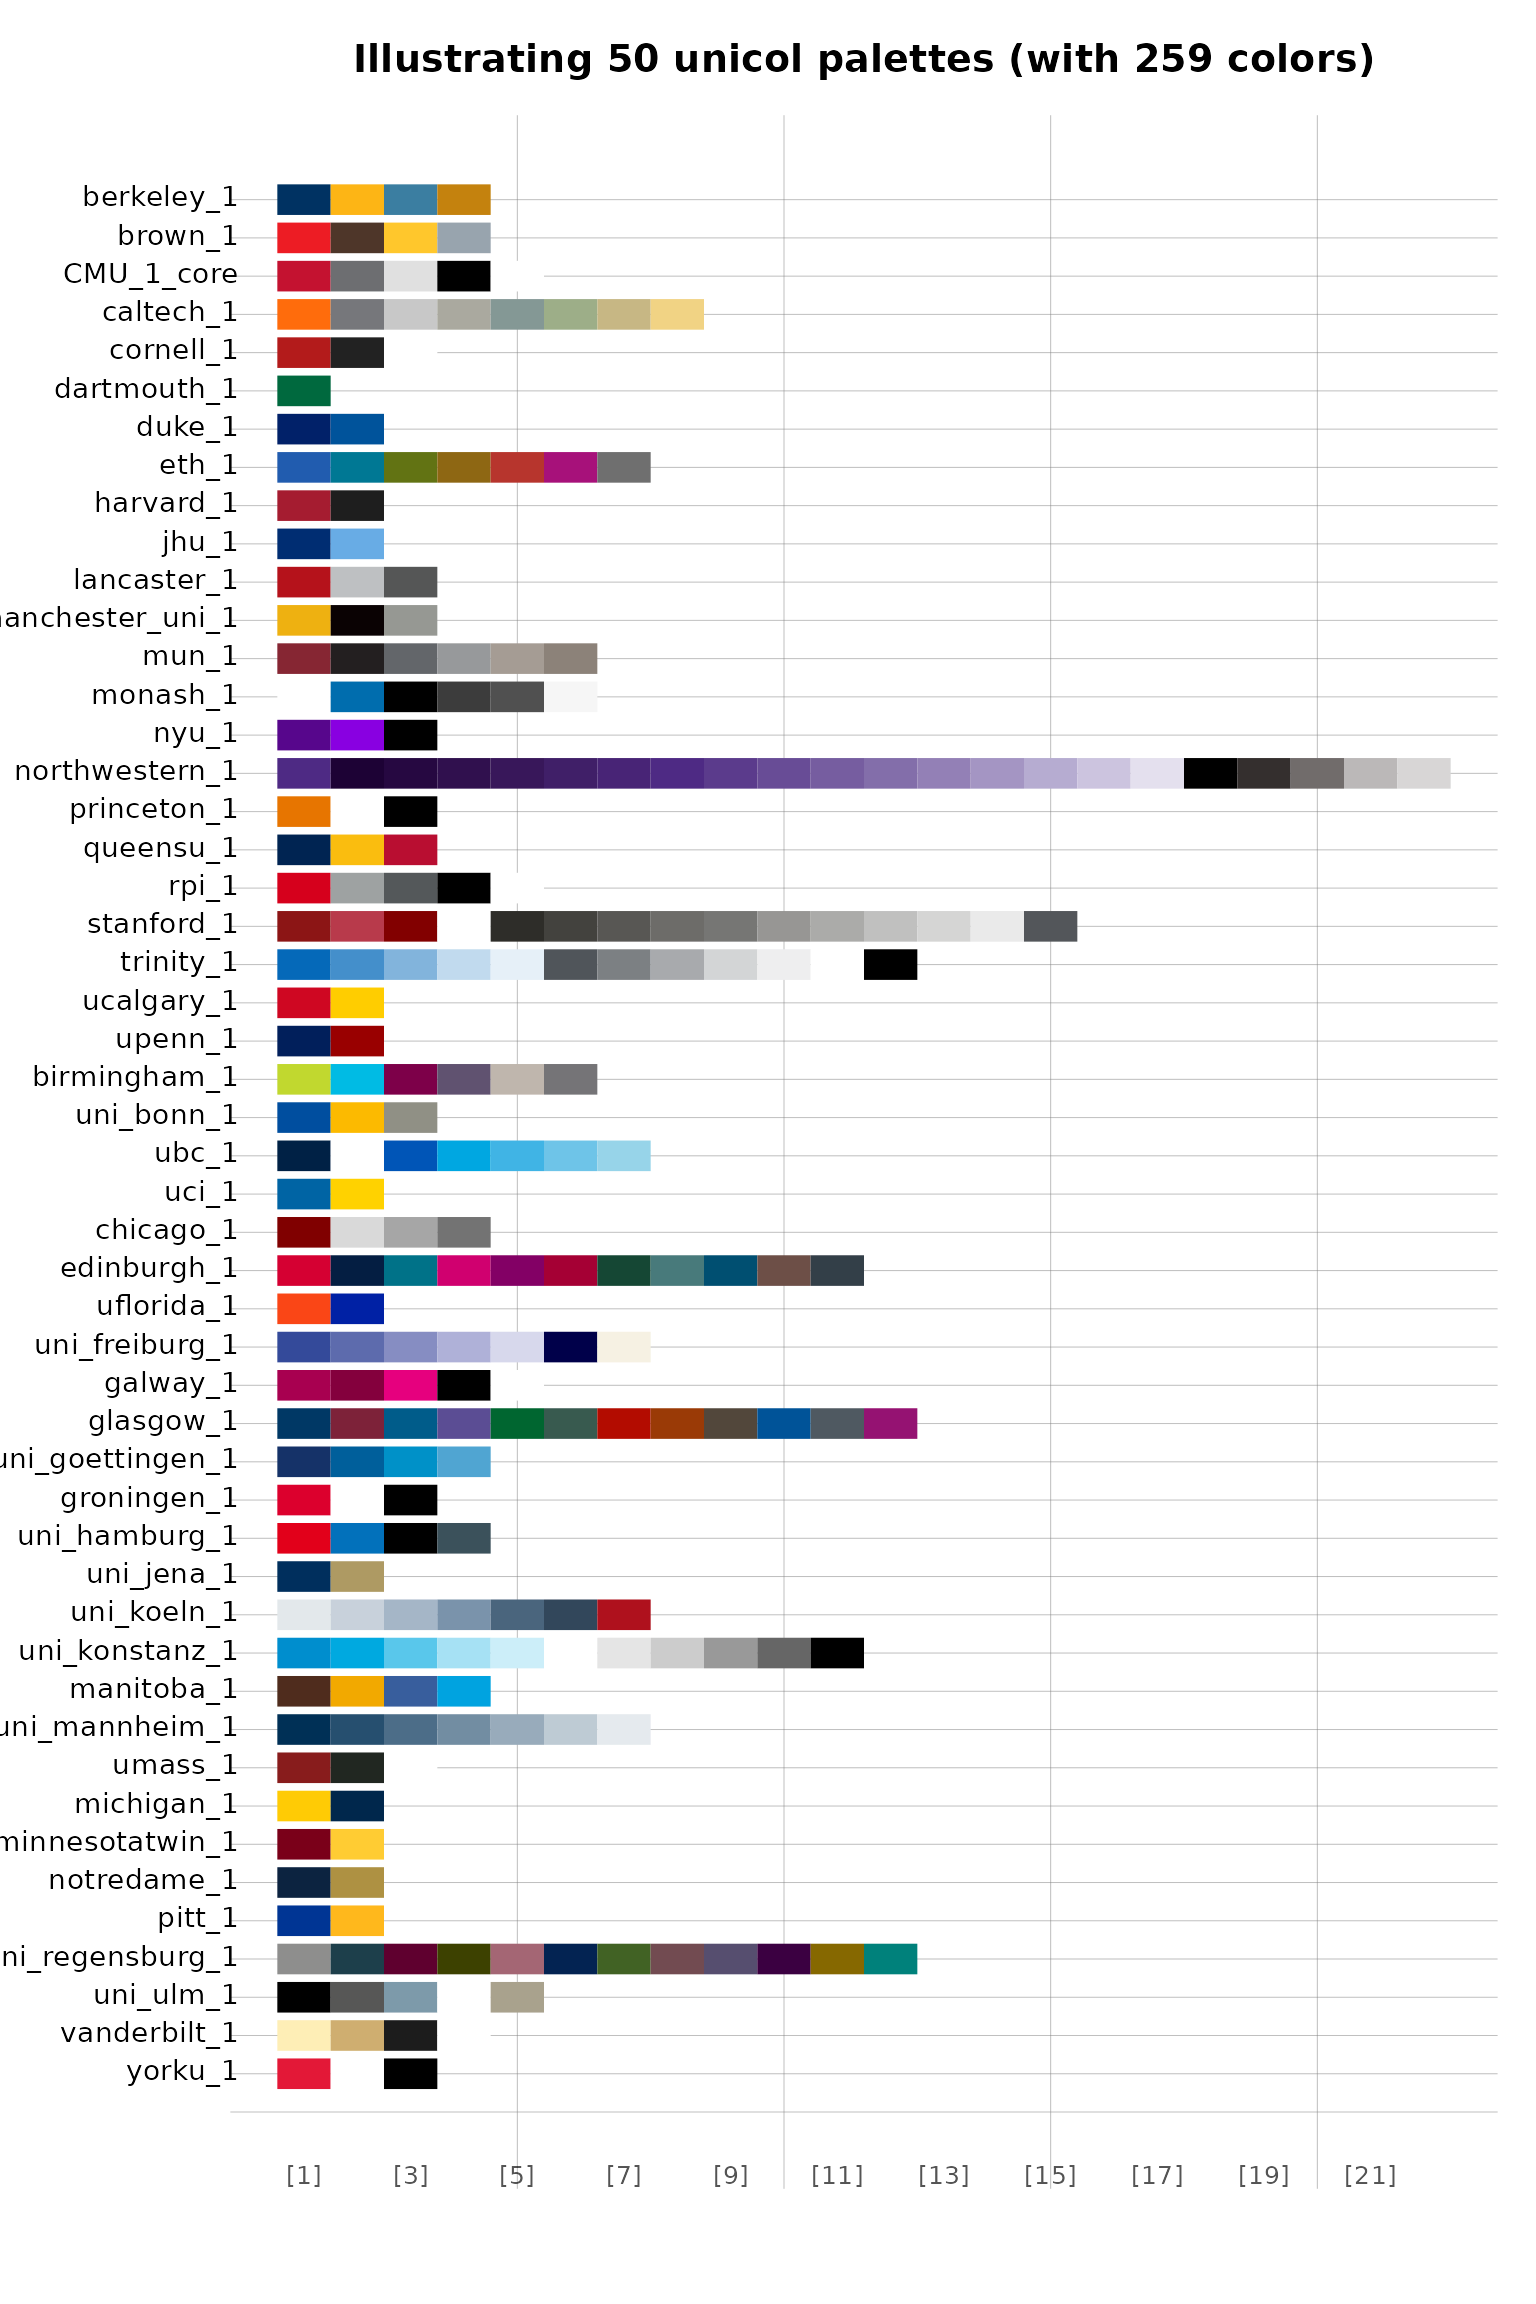 Illustrating 50 unicol palettes (with 259 colors)
berkeley_1
brown_1
CMU_1_core
caltech_1
cornell_1
dartmouth_1
duke_1
eth_1
harvard_1
jhu_1
lancaster_1
anchester_uni_1
mun_1
monash_1
nyu_1
northwestern_1
princeton_1
queensu_1
rpi_1
stanford_1
trinity_1
ucalgary_1
upenn_1
birmingham_1
uni_bonn_1
ubc_1
uci_1
chicago_1
edinburgh_1
uflorida_1
uni_freiburg_1
galway_1
glasgow_1
uni_goettingen_1
groningen_1
uni_hamburg_1
uni_jena_1
uni_koeln_1
uni_konstanz_1
manitoba_1
uni_mannheim_1
umass_1
michigan_1
minnesotatwin_1
notredame_1
pitt_1
ni_regensburg_1
uni_ulm_1
vanderbilt_1
yorku_1
[1] [3] [5] [7] [9] [11] [13] [15] [17] [19] [21]